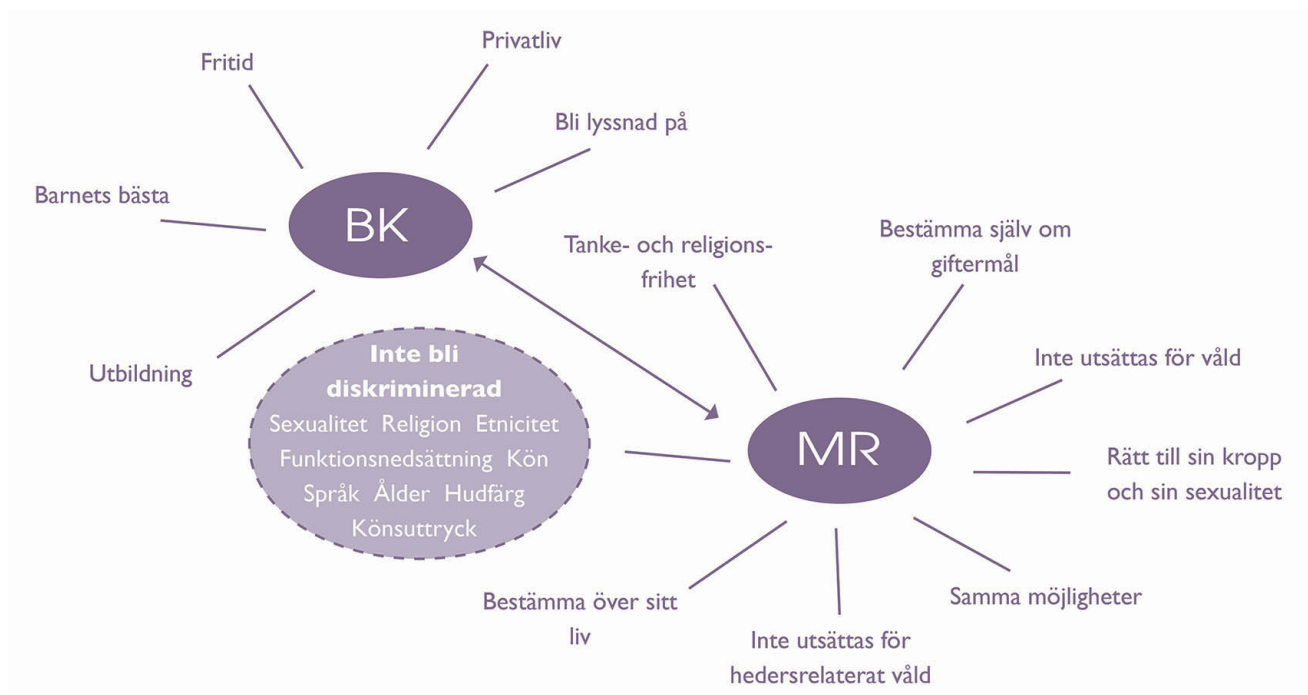 Privatliv
Fritid
Bli lyssnad på
Barnets bästa
BK
Utbildning
Tanke- och religions-
frihet
Bestämma själv om
giftermål
Inte bli
diskriminerad
Sexualitet Religion Etnicitet
Funktionsnedsättning Kön
Språk Ålder Hudfärg
Könsuttryck
Inte utsättas för våld
MR
Rätt till sin kropp
och sin sexualitet
Samma möjligheter
Bestämma över sitt
liv
Inte utsättas för
hedersrelaterat våld